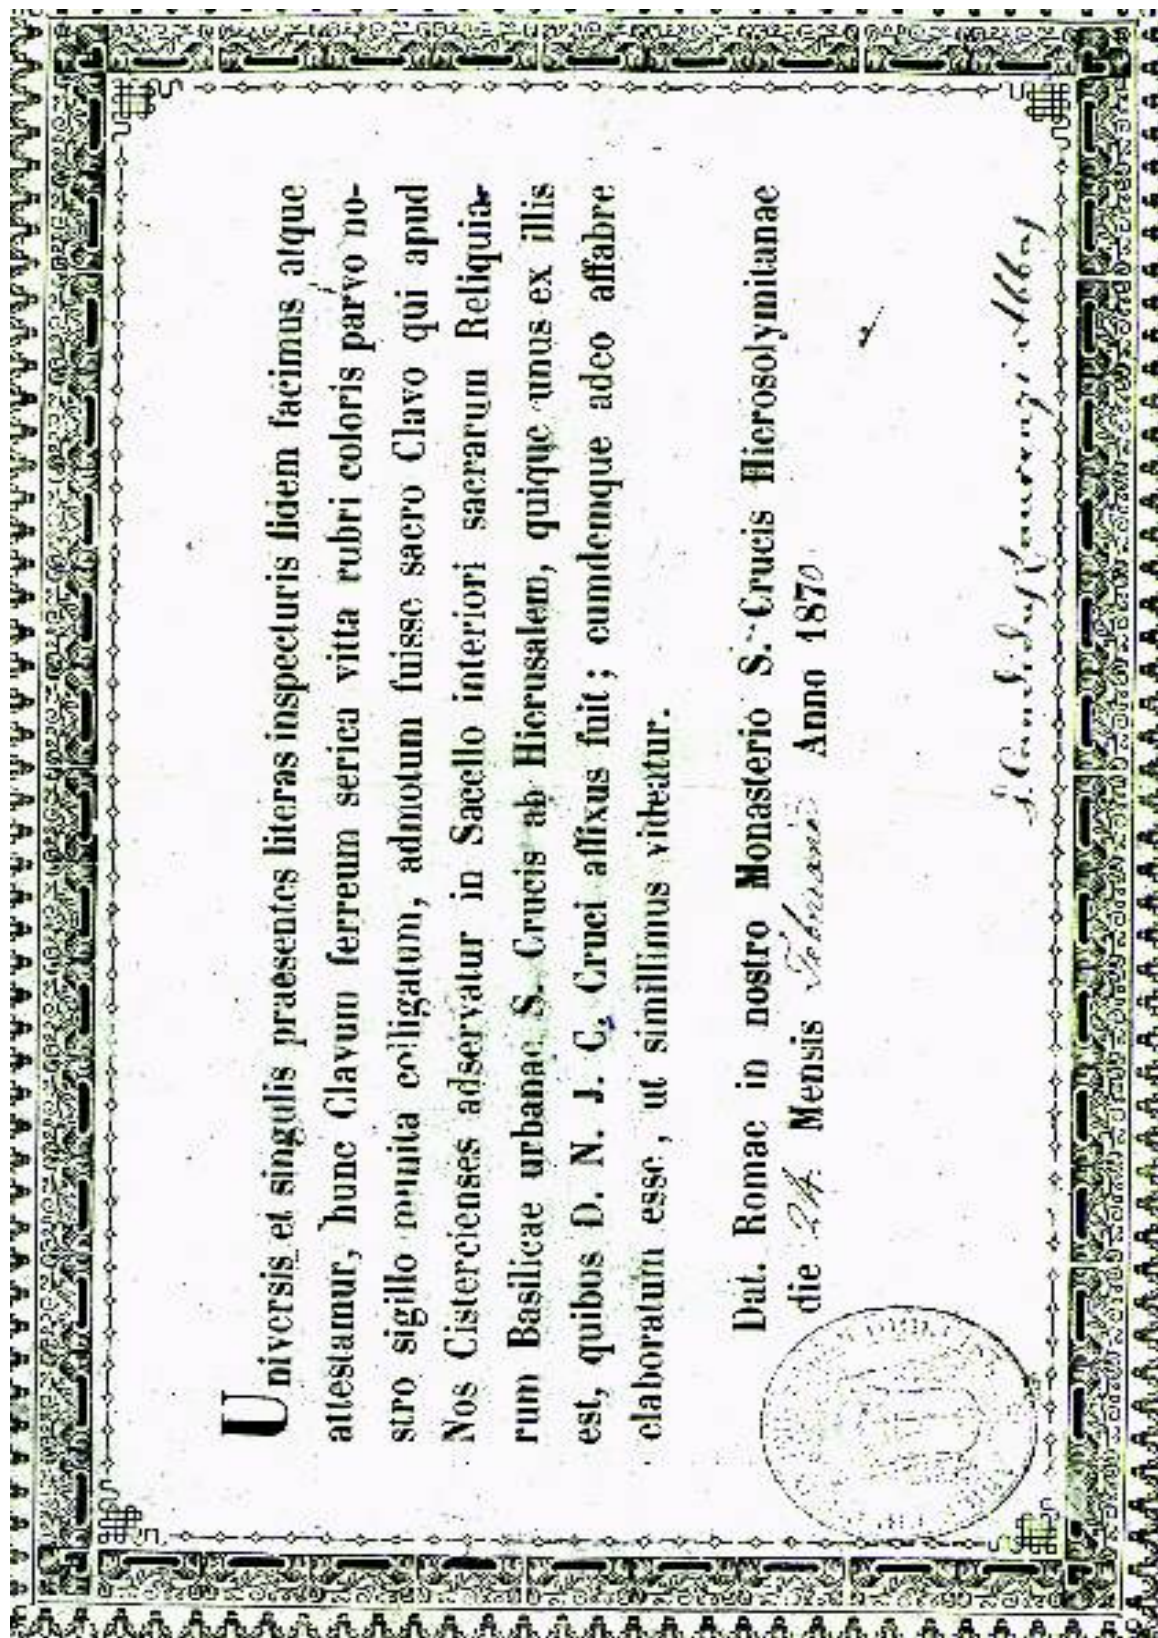 Universis et singulis praesentes literas inspecturis fidem facimus atque
attestamur, hunc Clavum ferreum serica vitta rubri coloris parvo no-
stro sigillo munita colligatum, admotum fuisse sacro Clavo qui apud
Nos Cistercienses adservatur in Sacello interiori sacrarum Reliquia-
rum Basilicae urbanae S. Crucis ab Hierusalem, quique unus ex illis
est, quibus D. N. J. C. Cruci affixus fuit; eumdemque adeo affabre
elaboratum esse, ut simillimus videatur.
Dat. Romae in nostro Monasterio S. Crucis Hierosolymitanae
die 24 Mensis Februarii Anno 1870
Abbas